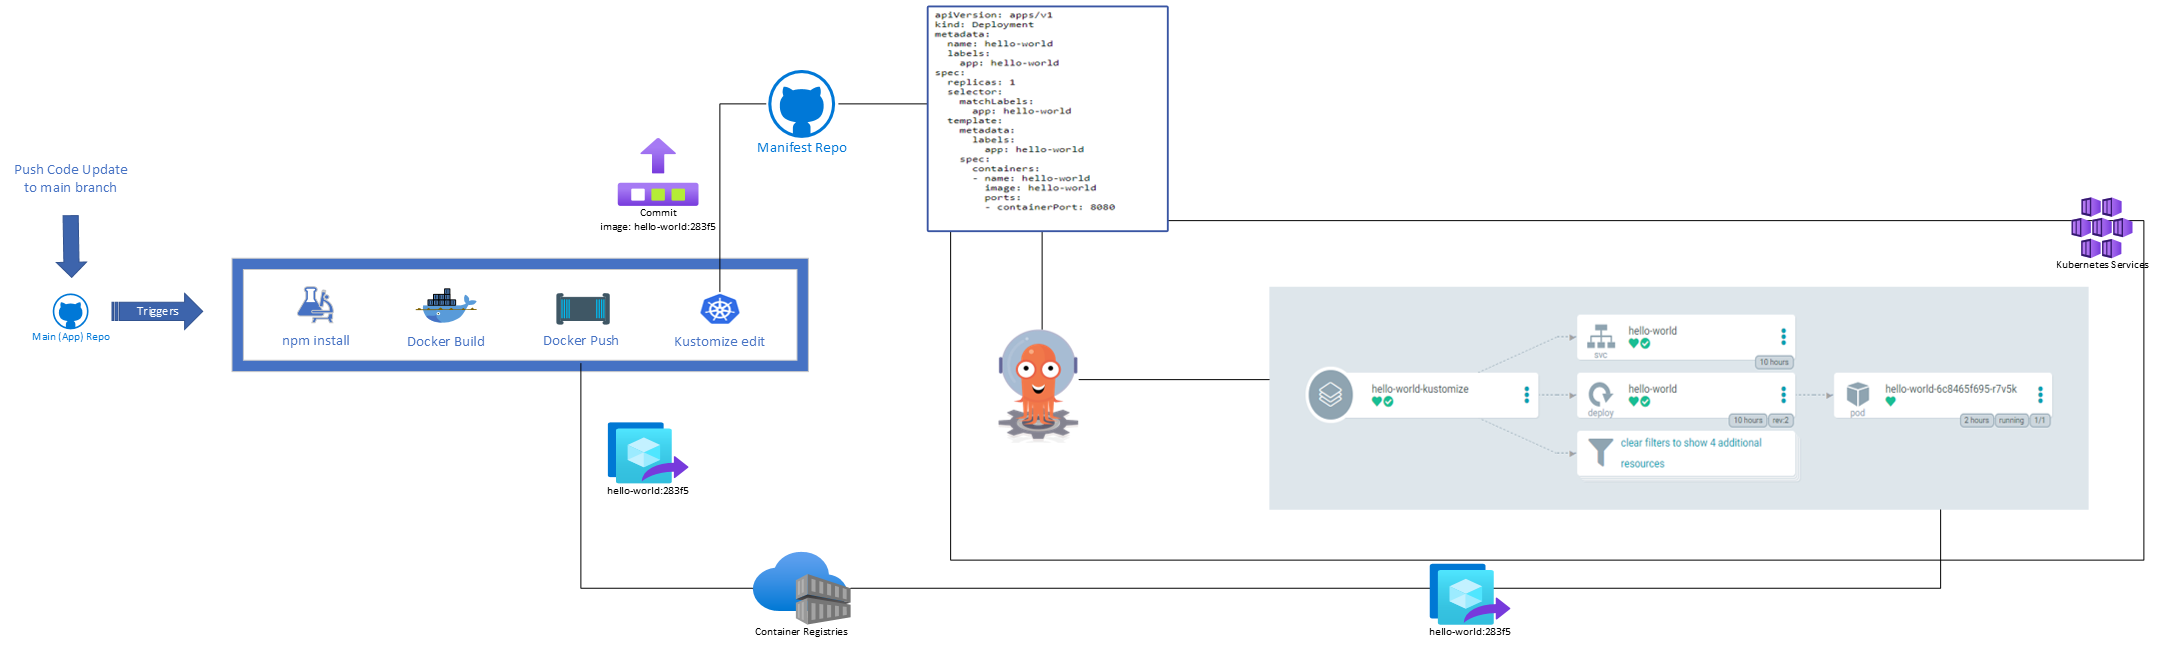 Push Code Update
to main branch
Main (App) Repo
Triggers
npm install
Docker Build
Docker Push
Kustomize edit
Commit
image: hello-world:283f5
Manifest Repo
apiVersion: apps/v1
kind: Deployment
metadata:
  name: hello-world
  labels:
    app: hello-world
spec:
  replicas: 1
  selector:
    matchLabels:
      app: hello-world
  template:
    metadata:
      labels:
        app: hello-world
    spec:
      containers:
      - name: hello-world
        image: hello-world
        ports:
        - containerPort: 8080
Kubernetes Services
hello-world-kustomize
svc
hello-world
10 hours
deploy
hello-world
10 hours
rev:2
pod
hello-world-6c8465f695-r7v5k
2 hours
running
1/1
clear filters to show 4 additional
resources
hello-world:283f5
Container Registries
hello-world:283f5